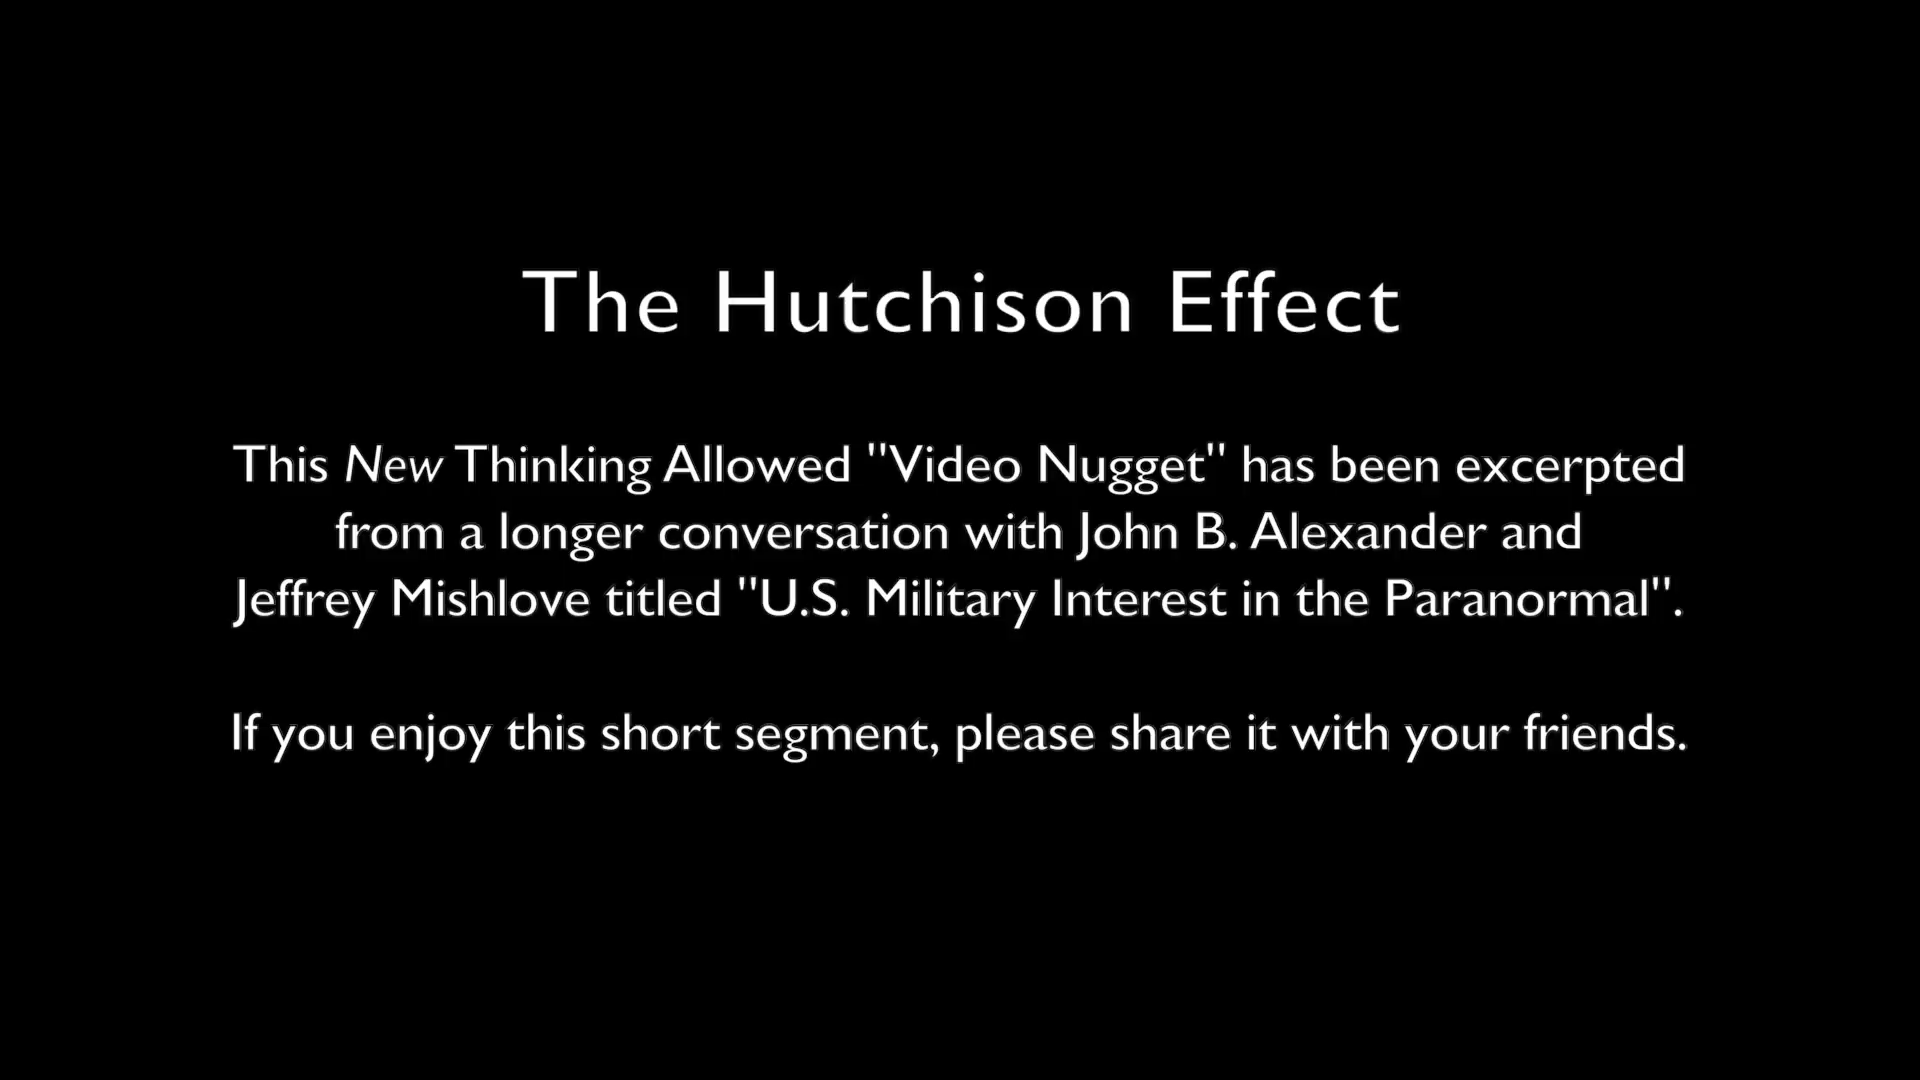 The Hutchison Effect
This New Thinking Allowed "Video Nugget" has been excerpted
from a longer conversation with John B. Alexander and
Jeffrey Mishlove titled "U.S. Military Interest in the Paranormal".
If you enjoy this short segment, please share it with your friends.